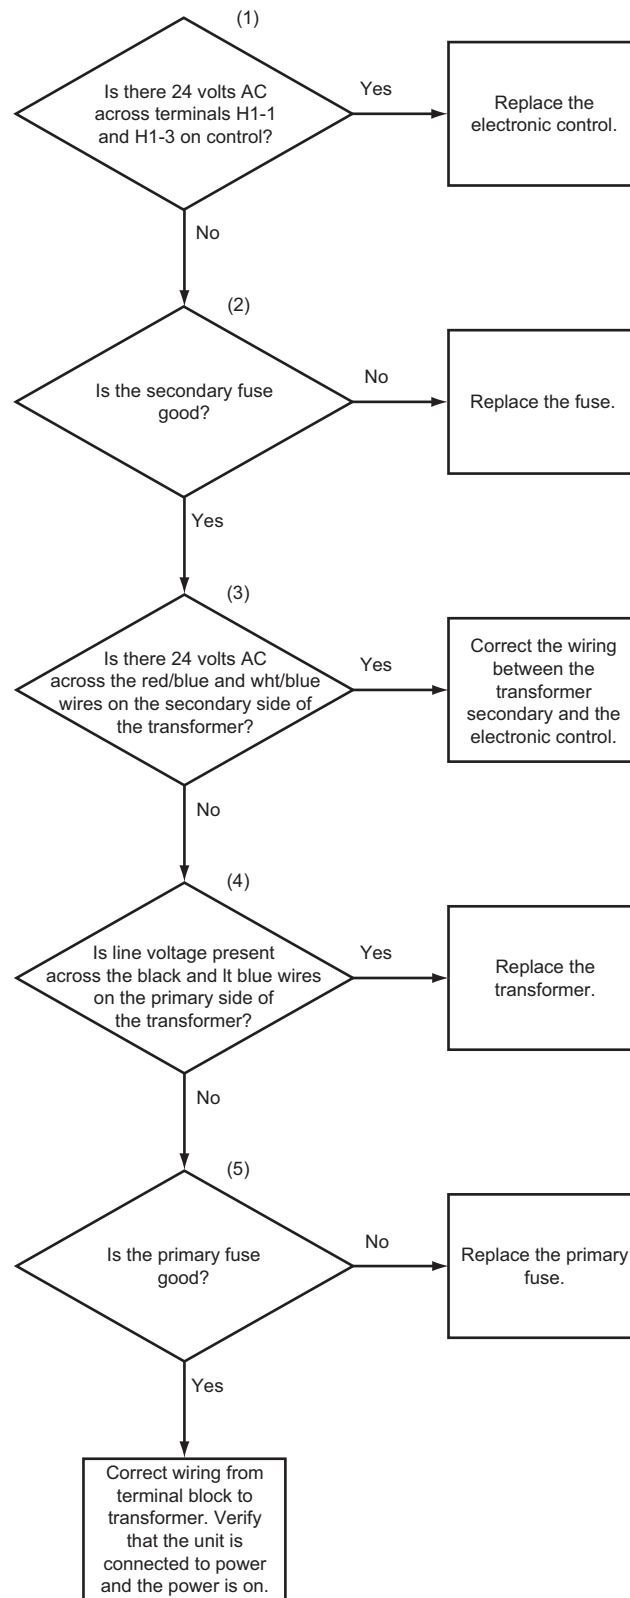 (1)
Is there 24 volts AC
across terminals H1-1
and H1-3 on control?
Yes
Replace the
electronic control.
No
(2)
Is the secondary fuse
good?
No
Replace the fuse.
Yes
(3)
Is there 24 volts AC
across the red/blue and wht/blue
wires on the secondary side of
the transformer?
Yes
Correct the wiring
between the
transformer
secondary and the
electronic control.
No
(4)
Is line voltage present
across the black and lt blue wires
on the primary side of
the transformer?
Yes
Replace the
transformer.
No
(5)
Is the primary fuse
good?
No
Replace the primary
fuse.
Yes
Correct wiring from
terminal block to
transformer. Verify
that the unit is
connected to power
and the power is on.